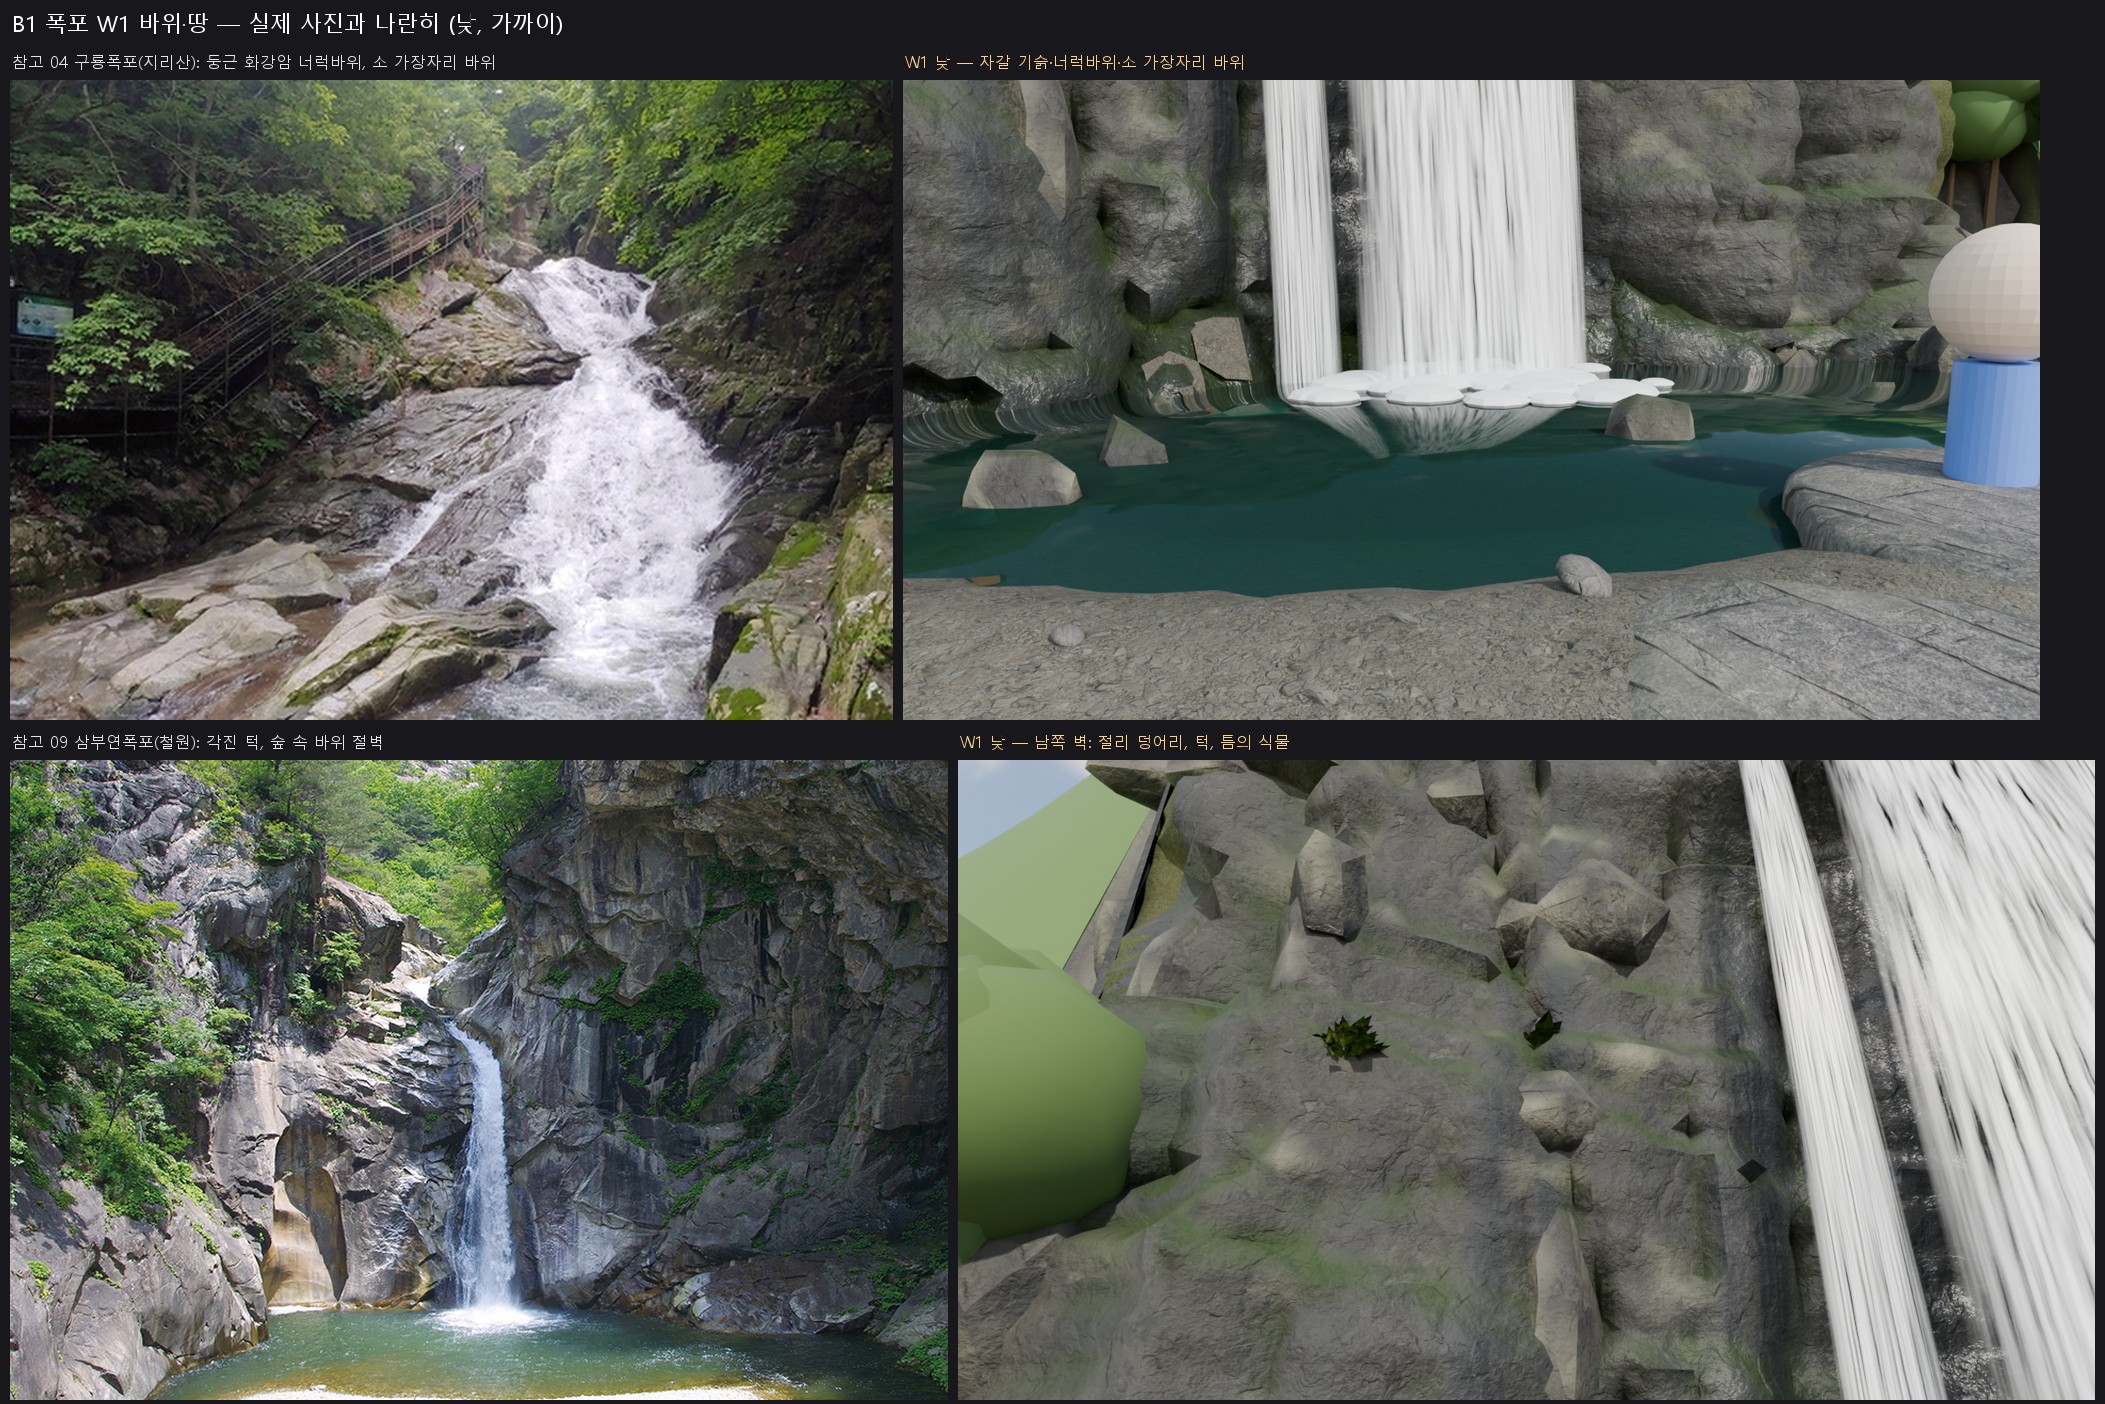 B1 폭포 W1 바위·땅 — 실제 사진과 나란히 (낮, 가까이)
참고 04 구룡폭포(지리산): 둥근 화강암 너럭바위, 소 가장자리 바위
W1 낮 — 자갈 기슭·너럭바위·소 가장자리 바위
참고 09 삼부연폭포(철원): 각진 턱, 숲 속 바위 절벽
W1 낮 — 남쪽 벽: 절리 덩어리, 턱, 틈의 식물